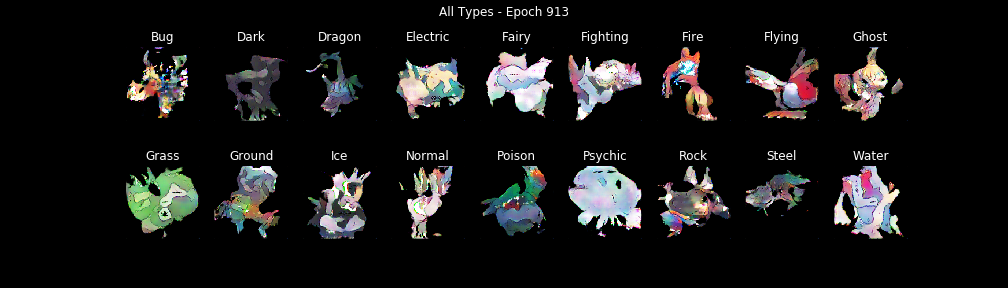 All Types - Epoch 913
Bug Dark Dragon Electric Fairy Fighting Fire Flying Ghost
Grass Ground Ice Normal Poison Psychic Rock Steel Water